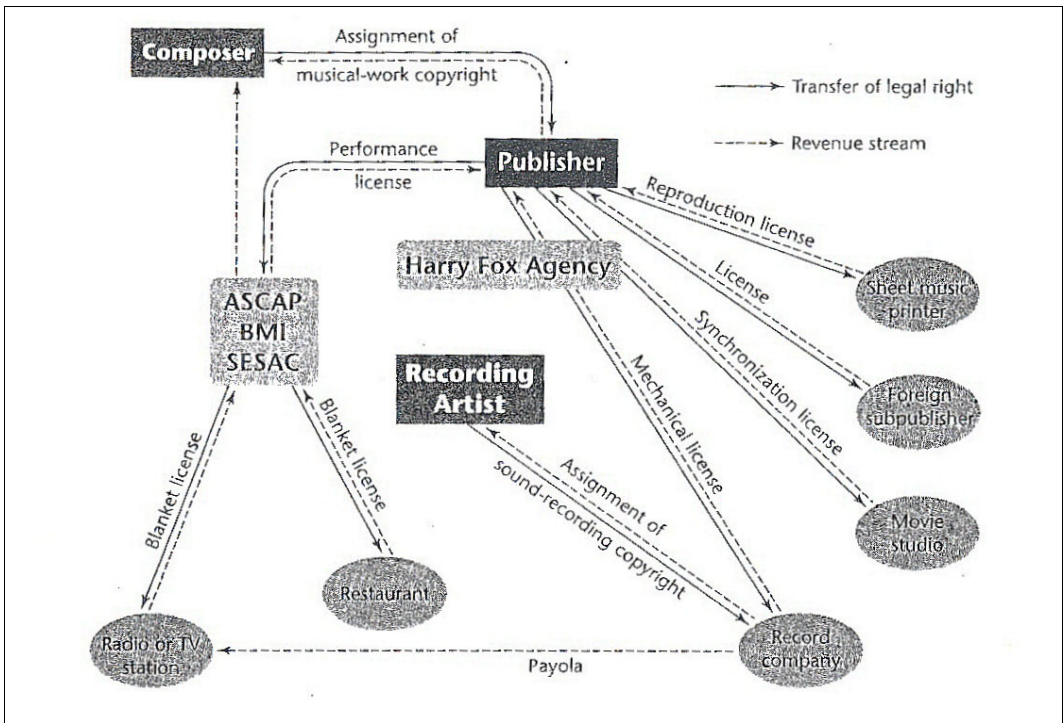 Composer
Assignment of
musical-work copyright
Transfer of legal right
Revenue stream
Performance
license
Publisher
Reproduction license
Harry Fox Agency
License
Sheet music
printer
ASCAP
BMI
SESAC
Synchronization license
Mechanical license
Recording
Artist
Foreign
subpublisher
Blanket license
Blanket license
Assignment of
sound-recording copyright
Movie
studio
Restaurant
Radio or TV
station
Payola
Record
company